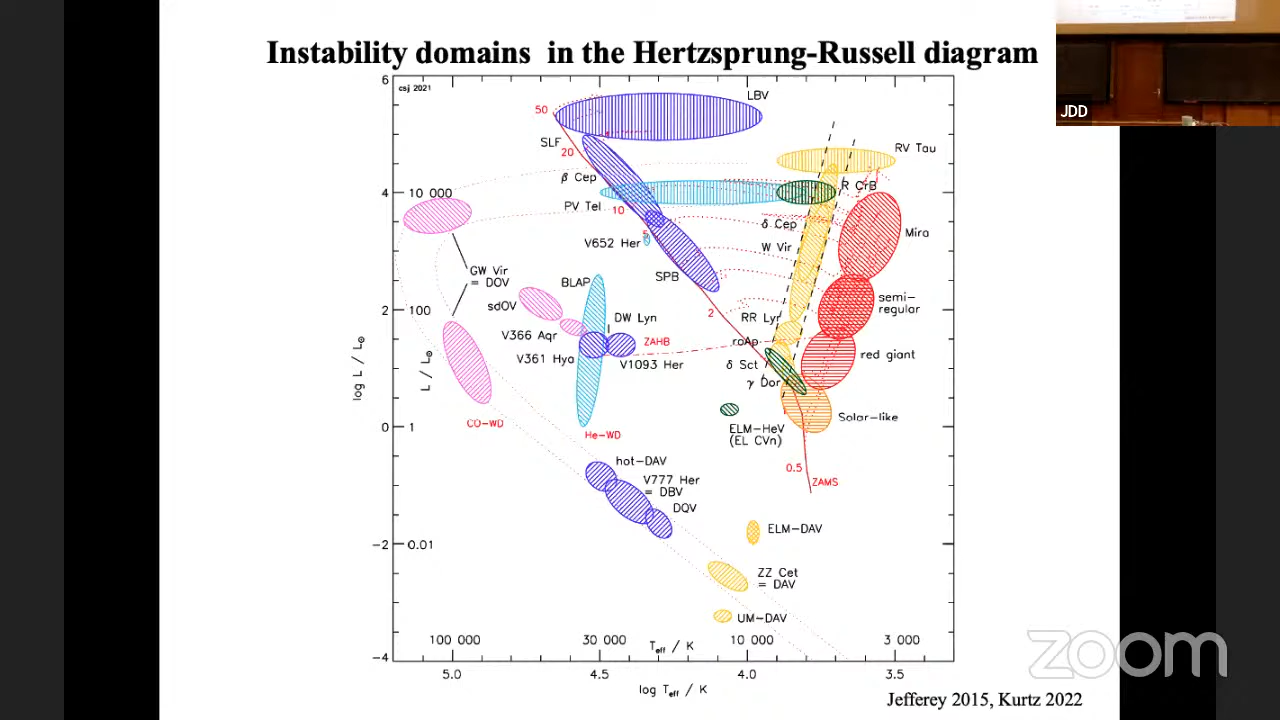 Instability domains in the Hertzsprung-Russell diagram
csj 2021
6
4
2
0
−2
−4
10 000
100
1
0.01
log L / L☉
L / L☉
50
LBV
SLF
20
RV Tau
β Cep
R CrB
PV Tel
10
δ Cep
Mira
V652 Her
5
W Vir
SPB
GW Vir
= DOV
BLAP
sdOV
semi-
regular
DW Lyn
2
RR Lyr
V366 Aqr
ZAHB
roAp
V361 Hya
V1093 Her
δ Sct
red giant
γ Dor
Solar-like
CO-WD
He-WD
ELM-HeV
(EL CVn)
hot-DAV
0.5
V777 Her
= DBV
ZAMS
DQV
ELM-DAV
ZZ Cet
= DAV
UM-DAV
100 000
30 000
Teff / K
10 000
3 000
5.0
4.5
4.0
3.5
log Teff / K
Jefferey 2015, Kurtz 2022
JDD
zoom